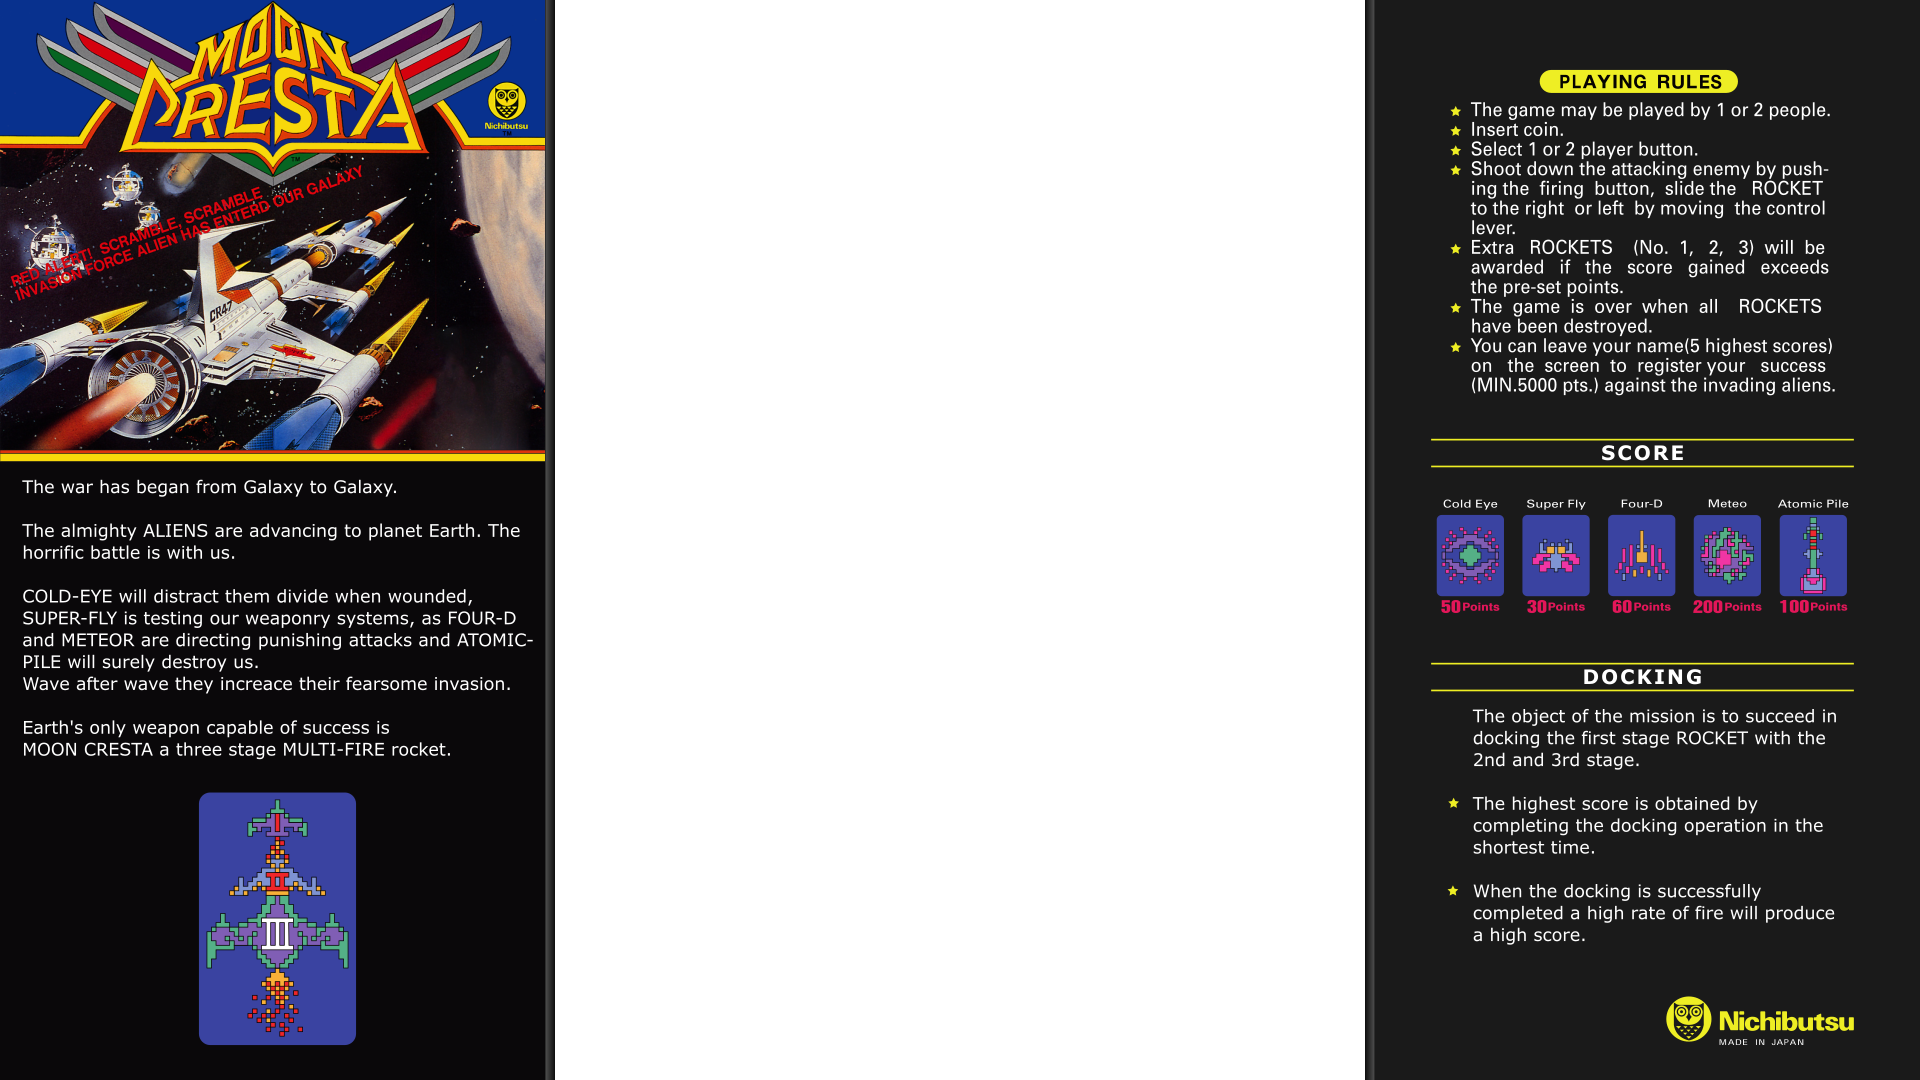 MOON
CRESTA
Nichibutsu
TM
TM
RED ALERT! SCRAMBLE, SCRAMBLE
INVASION FORCE ALIEN HAS ENTERD OUR GALAXY
CR47
The war has began from Galaxy to Galaxy.
The almighty ALIENS are advancing to planet Earth. The
horrific battle is with us.
COLD-EYE will distract them divide when wounded,
SUPER-FLY is testing our weaponry systems, as FOUR-D
and METEOR are directing punishing attacks and ATOMIC-
PILE will surely destroy us.
Wave after wave they increace their fearsome invasion.
Earth's only weapon capable of success is
MOON CRESTA a three stage MULTI-FIRE rocket.
I
II
III
PLAYING RULES
The game may be played by 1 or 2 people.
Insert coin.
Select 1 or 2 player button.
Shoot down the attacking enemy by push-
ing the firing button, slide the ROCKET
to the right or left by moving the control
lever.
Extra ROCKETS (No. 1, 2, 3) will be
awarded if the score gained exceeds
the pre-set points.
The game is over when all ROCKETS
have been destroyed.
You can leave your name(5 highest scores)
on the screen to register your success
(MIN.5000 pts.) against the invading aliens.
SCORE
Cold Eye Super Fly Four-D Meteo Atomic Pile
50 Points 30 Points 60 Points 200 Points 100 Points
DOCKING
The object of the mission is to succeed in
docking the first stage ROCKET with the
2nd and 3rd stage.
The highest score is obtained by
completing the docking operation in the
shortest time.
When the docking is successfully
completed a high rate of fire will produce
a high score.
Nichibutsu
MADE IN JAPAN